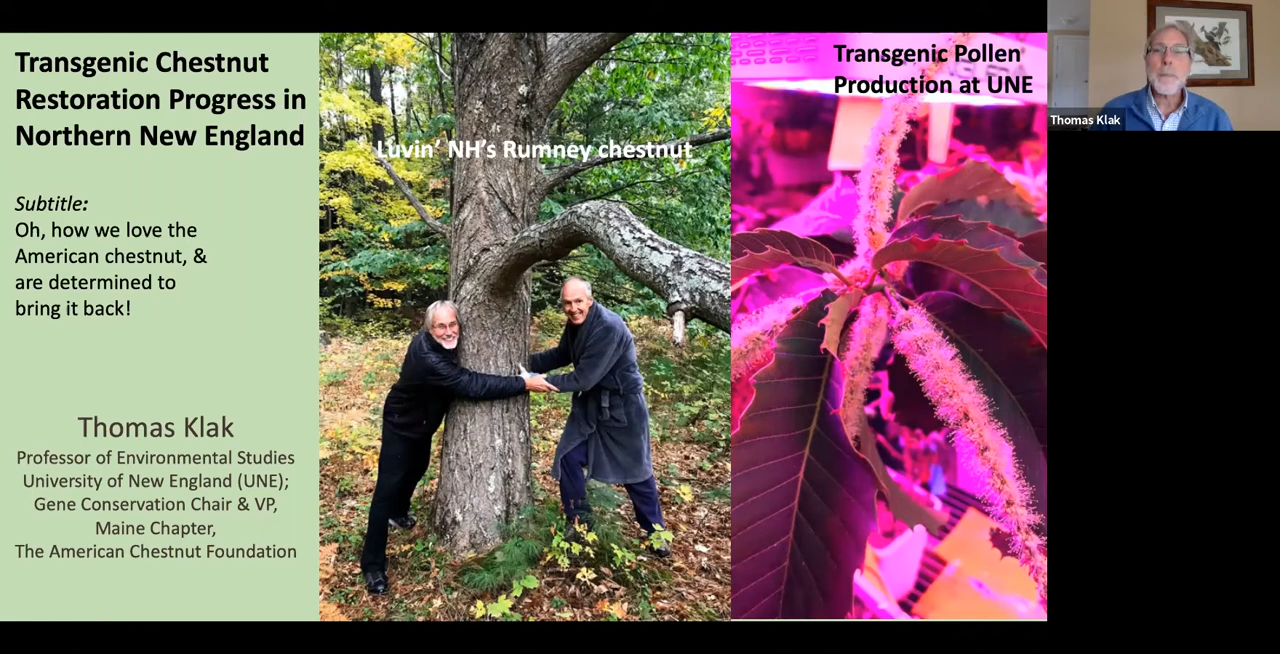 Transgenic Chestnut
Restoration Progress in
Northern New England
Subtitle:
Oh, how we love the
American chestnut, &
are determined to
bring it back!
Thomas Klak
Professor of Environmental Studies
University of New England (UNE);
Gene Conservation Chair & VP,
Maine Chapter,
The American Chestnut Foundation
Luvin' NH's Rumney chestnut
Transgenic Pollen
Production at UNE
Thomas Klak